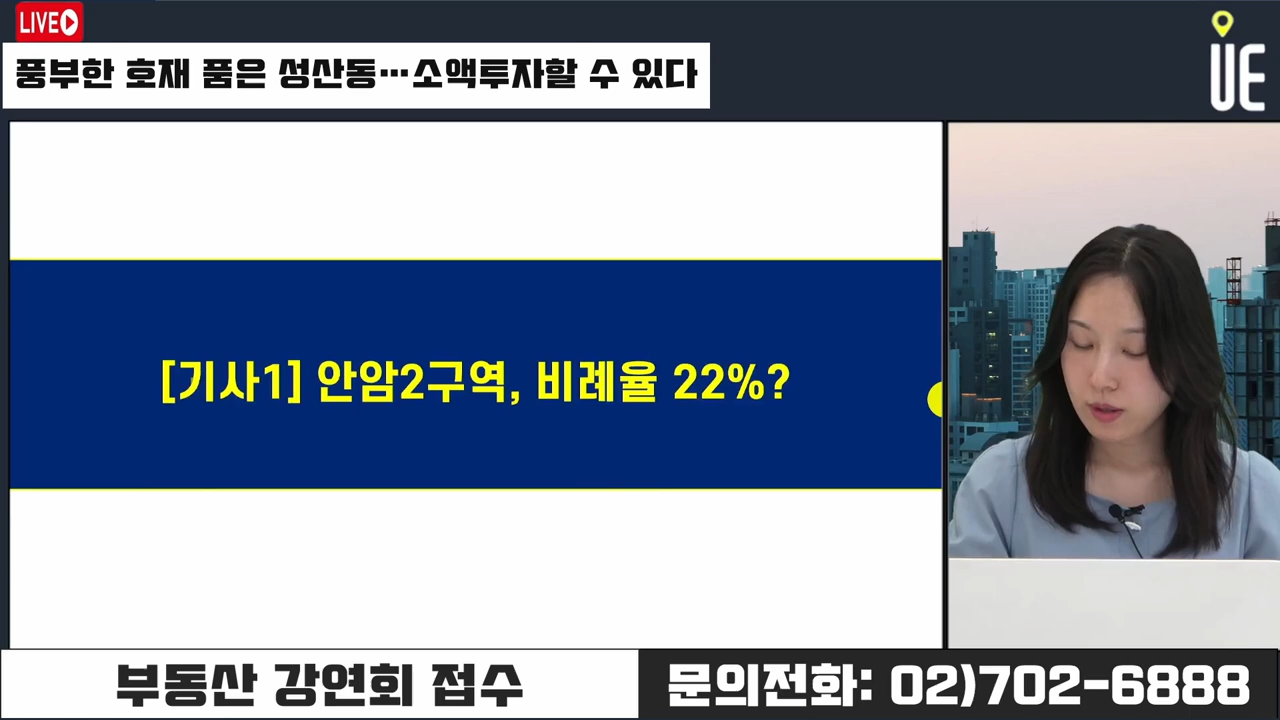 LIVE
풍부한 호재 품은 성산동…소액투자할 수 있다
UE
[기사1] 안암2구역, 비례율 22%?
부동산 강연회 접수
문의전화: 02)702-6888